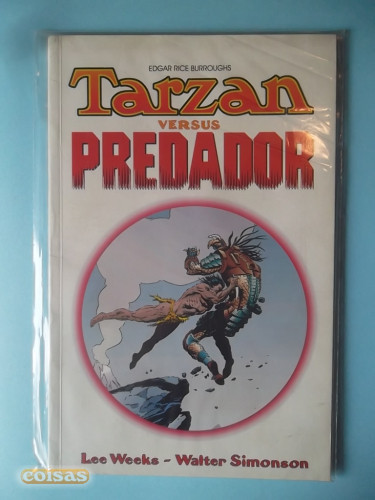 EDGAR RICE BURROUGHS
Tarzan
VERSUS
PREDADOR
Lee Weeks - Walter Simonson
coisas